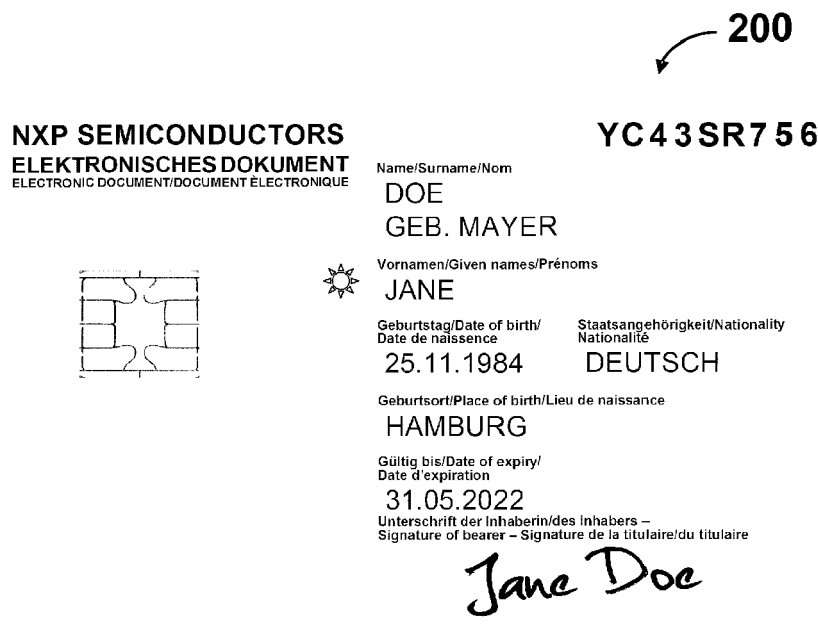 200
NXP SEMICONDUCTORS
ELEKTRONISCHES DOKUMENT
ELECTRONIC DOCUMENT/DOCUMENT ÈLECTRONIQUE
YC43SR756
Name/Surname/Nom
DOE
GEB. MAYER
Vornamen/Given names/Prénoms
JANE
Geburtstag/Date of birth/
Date de naissence
25.11.1984
Staatsangehörigkeit/Nationality
Nationalité
DEUTSCH
Geburtsort/Place of birth/Lieu de naissance
HAMBURG
Gültig bis/Date of expiry/
Date d'expiration
31.05.2022
Unterschrift der Inhaberin/des Inhabers –
Signature of bearer – Signature de la titulaire/du titulaire
Jane Doe